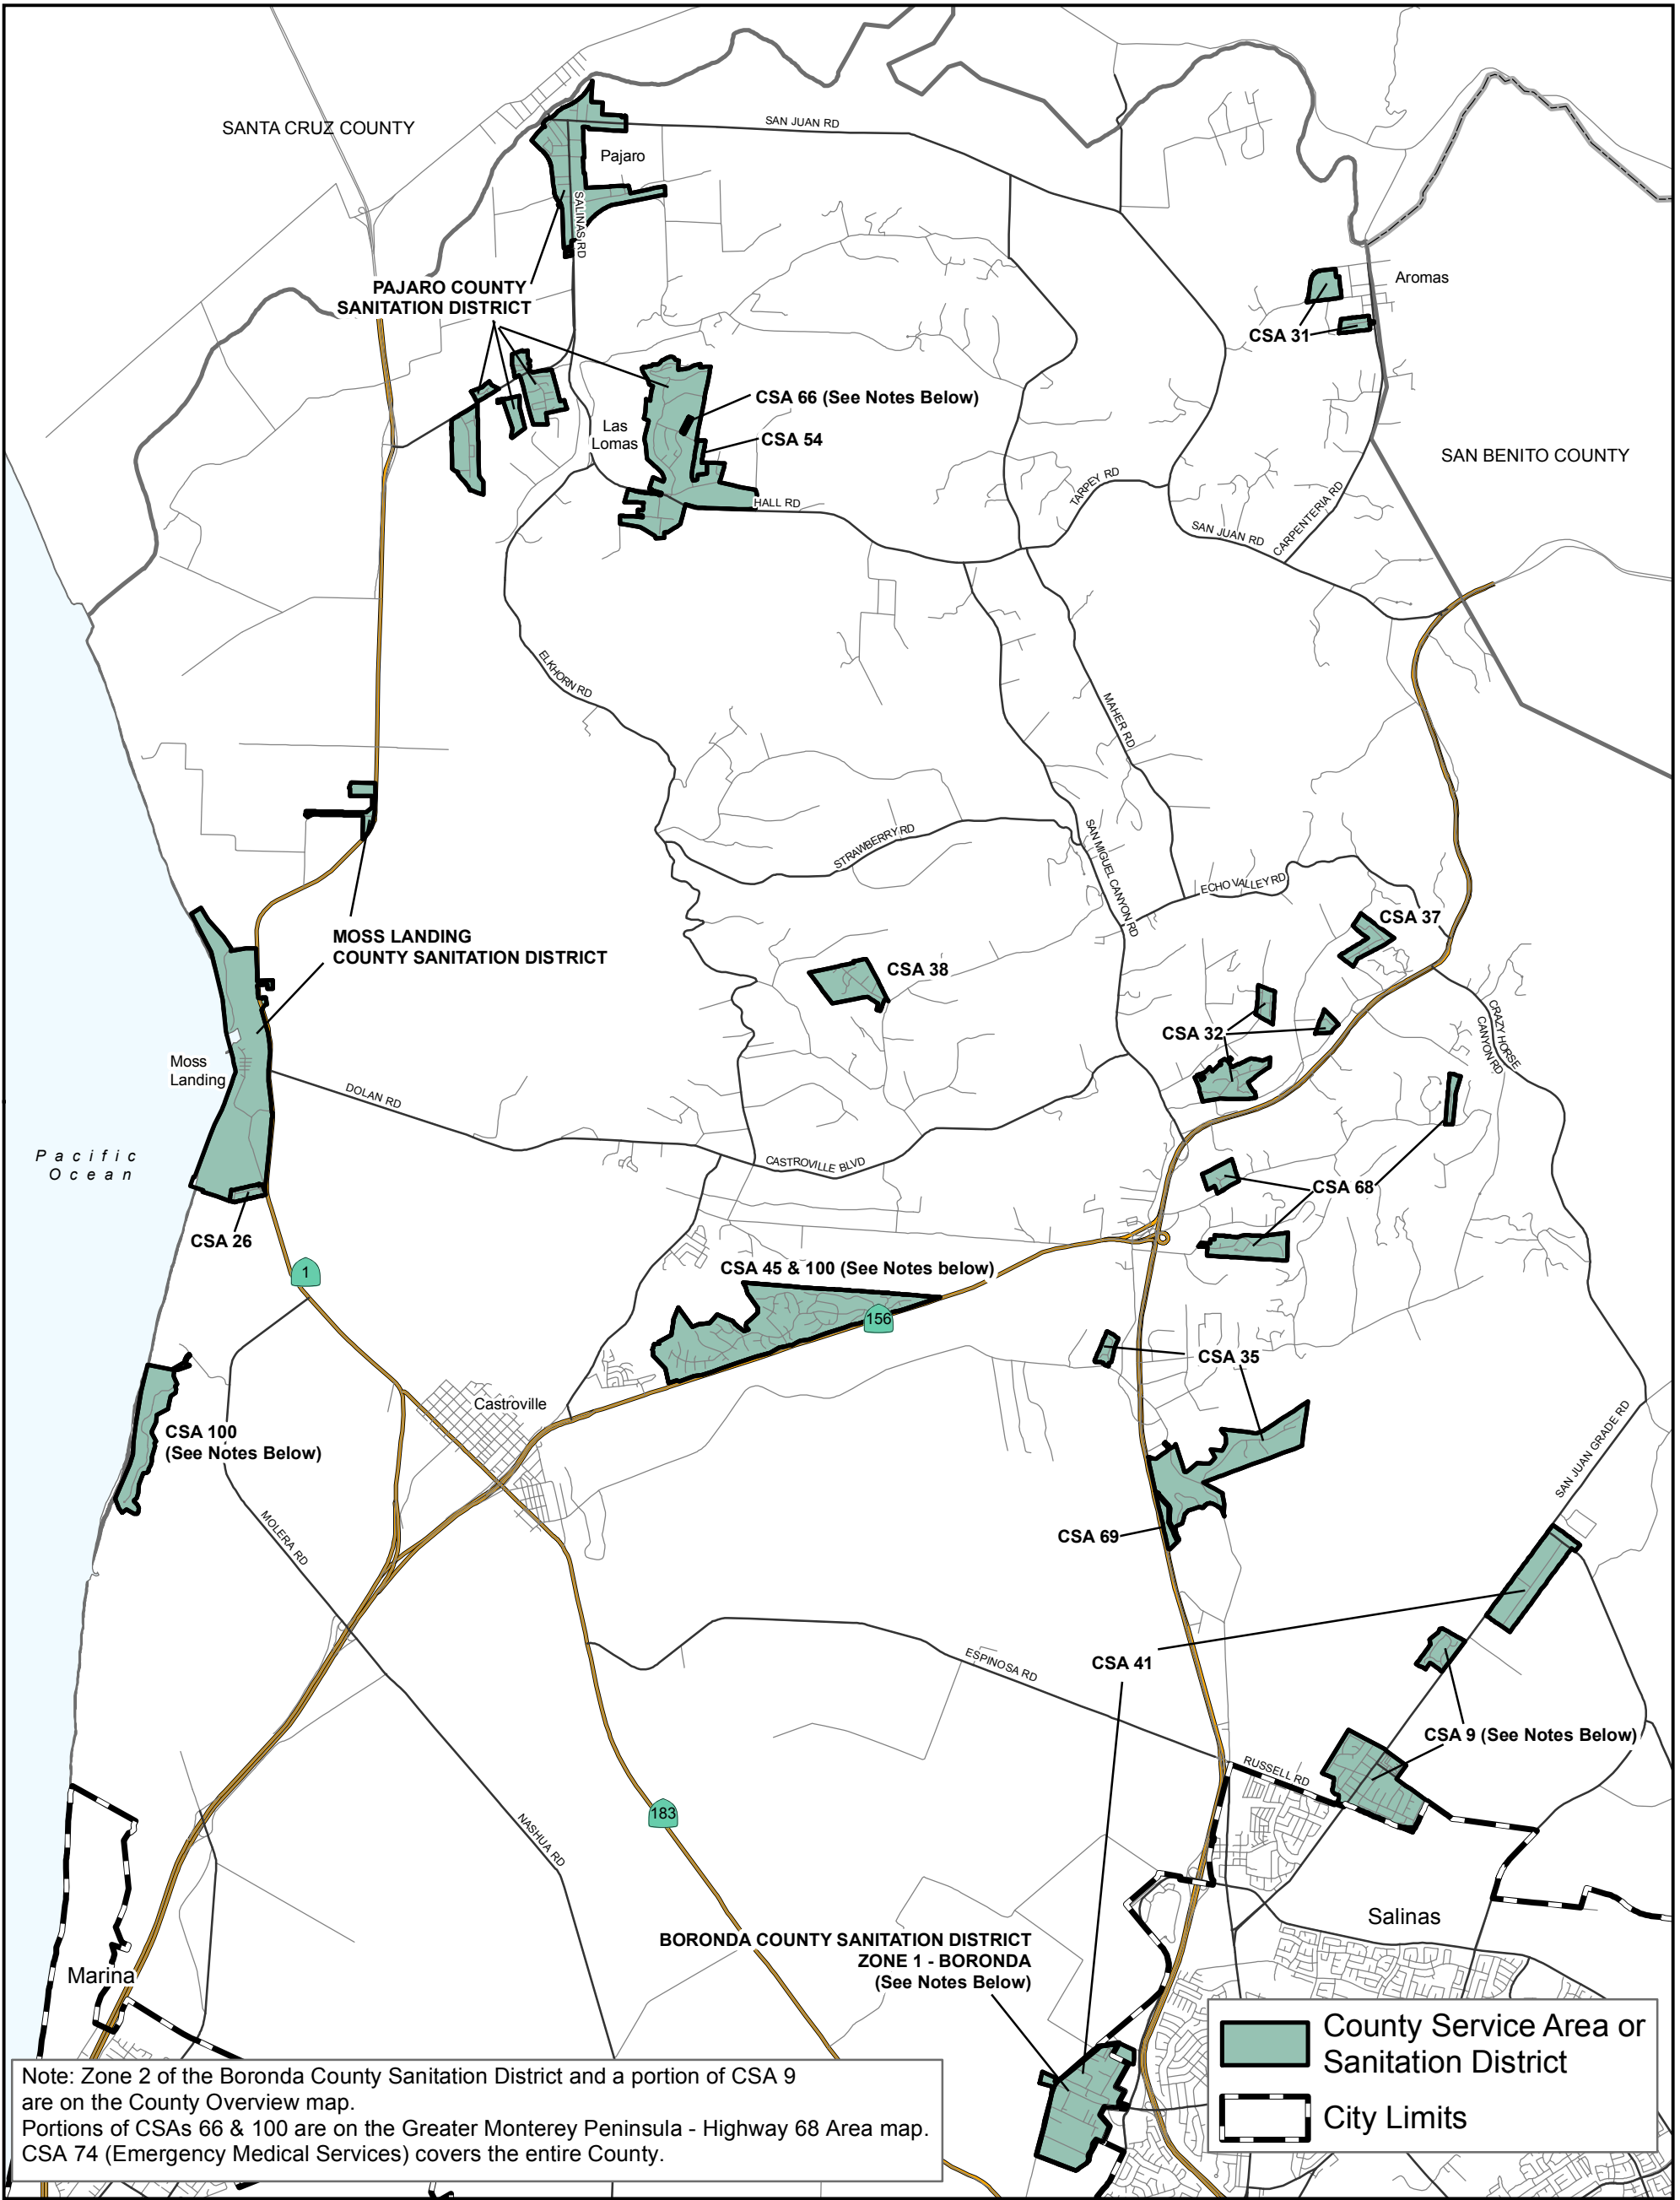 SANTA CRUZ COUNTY
SAN JUAN RD
Pajaro
SALINAS RD
Aromas
PAJARO COUNTY
SANITATION DISTRICT
CSA 31
CSA 66 (See Notes Below)
Las
Lomas
CSA 54
SAN BENITO COUNTY
HALL RD
TARPEY RD
SAN JUAN RD
CARPENTERIA RD
ELKHORN RD
MAHER RD
STRAWBERRY RD
SAN MIGUEL CANYON RD
ECHO VALLEY RD
CSA 37
MOSS LANDING
COUNTY SANITATION DISTRICT
CSA 38
CSA 32
CRAZY HORSE
CANYON RD
Moss
Landing
DOLAN RD
Pacific
Ocean
CASTROVILLE BLVD
CSA 68
CSA 26
1
CSA 45 & 100 (See Notes below)
156
CSA 35
Castroville
CSA 100
(See Notes Below)
SAN JUAN GRADE RD
MOLERA RD
CSA 69
ESPINOSA RD
CSA 41
CSA 9 (See Notes Below)
RUSSELL RD
183
NASHUA RD
Salinas
BORONDA COUNTY SANITATION DISTRICT
ZONE 1 - BORONDA
(See Notes Below)
Marina
County Service Area or
Sanitation District
City Limits
Note: Zone 2 of the Boronda County Sanitation District and a portion of CSA 9
are on the County Overview map.
Portions of CSAs 66 & 100 are on the Greater Monterey Peninsula - Highway 68 Area map.
CSA 74 (Emergency Medical Services) covers the entire County.